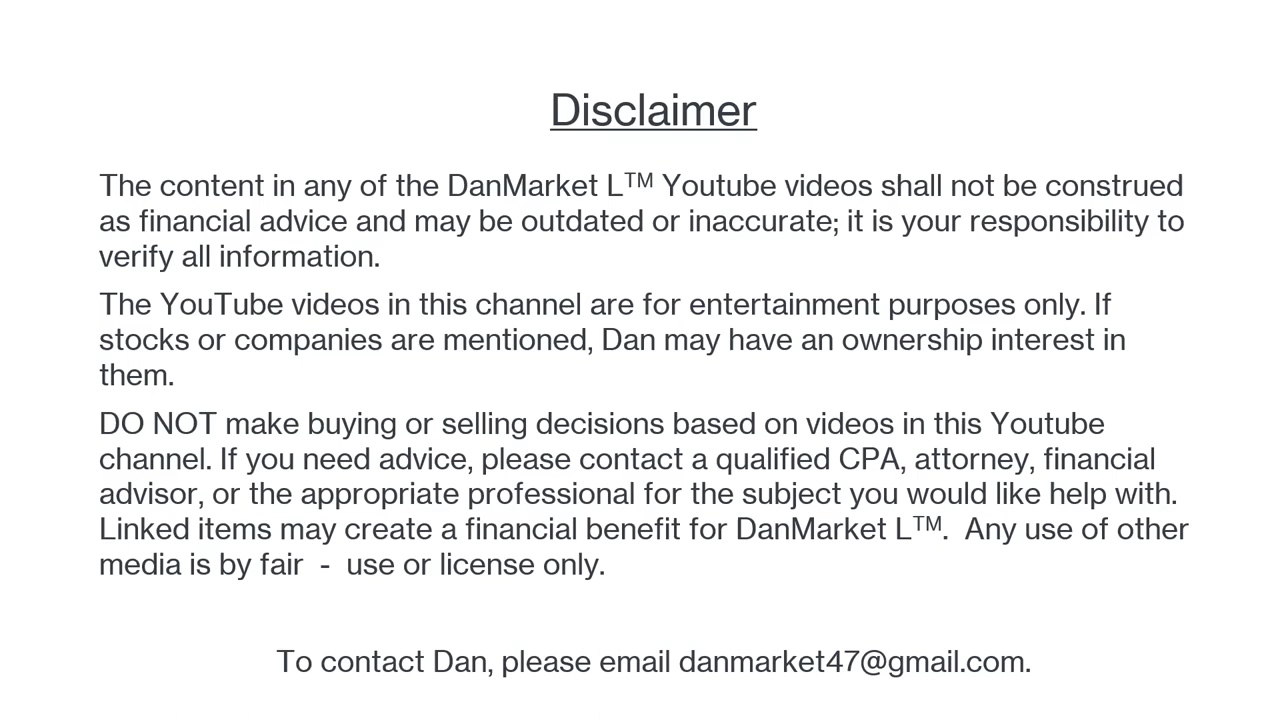 Disclaimer
The content in any of the DanMarket L™ Youtube videos shall not be construed
as financial advice and may be outdated or inaccurate; it is your responsibility to
verify all information.
The YouTube videos in this channel are for entertainment purposes only. If
stocks or companies are mentioned, Dan may have an ownership interest in
them.
DO NOT make buying or selling decisions based on videos in this Youtube
channel. If you need advice, please contact a qualified CPA, attorney, financial
advisor, or the appropriate professional for the subject you would like help with.
Linked items may create a financial benefit for DanMarket L™.  Any use of other
media is by fair  -  use or license only.
To contact Dan, please email danmarket47@gmail.com.